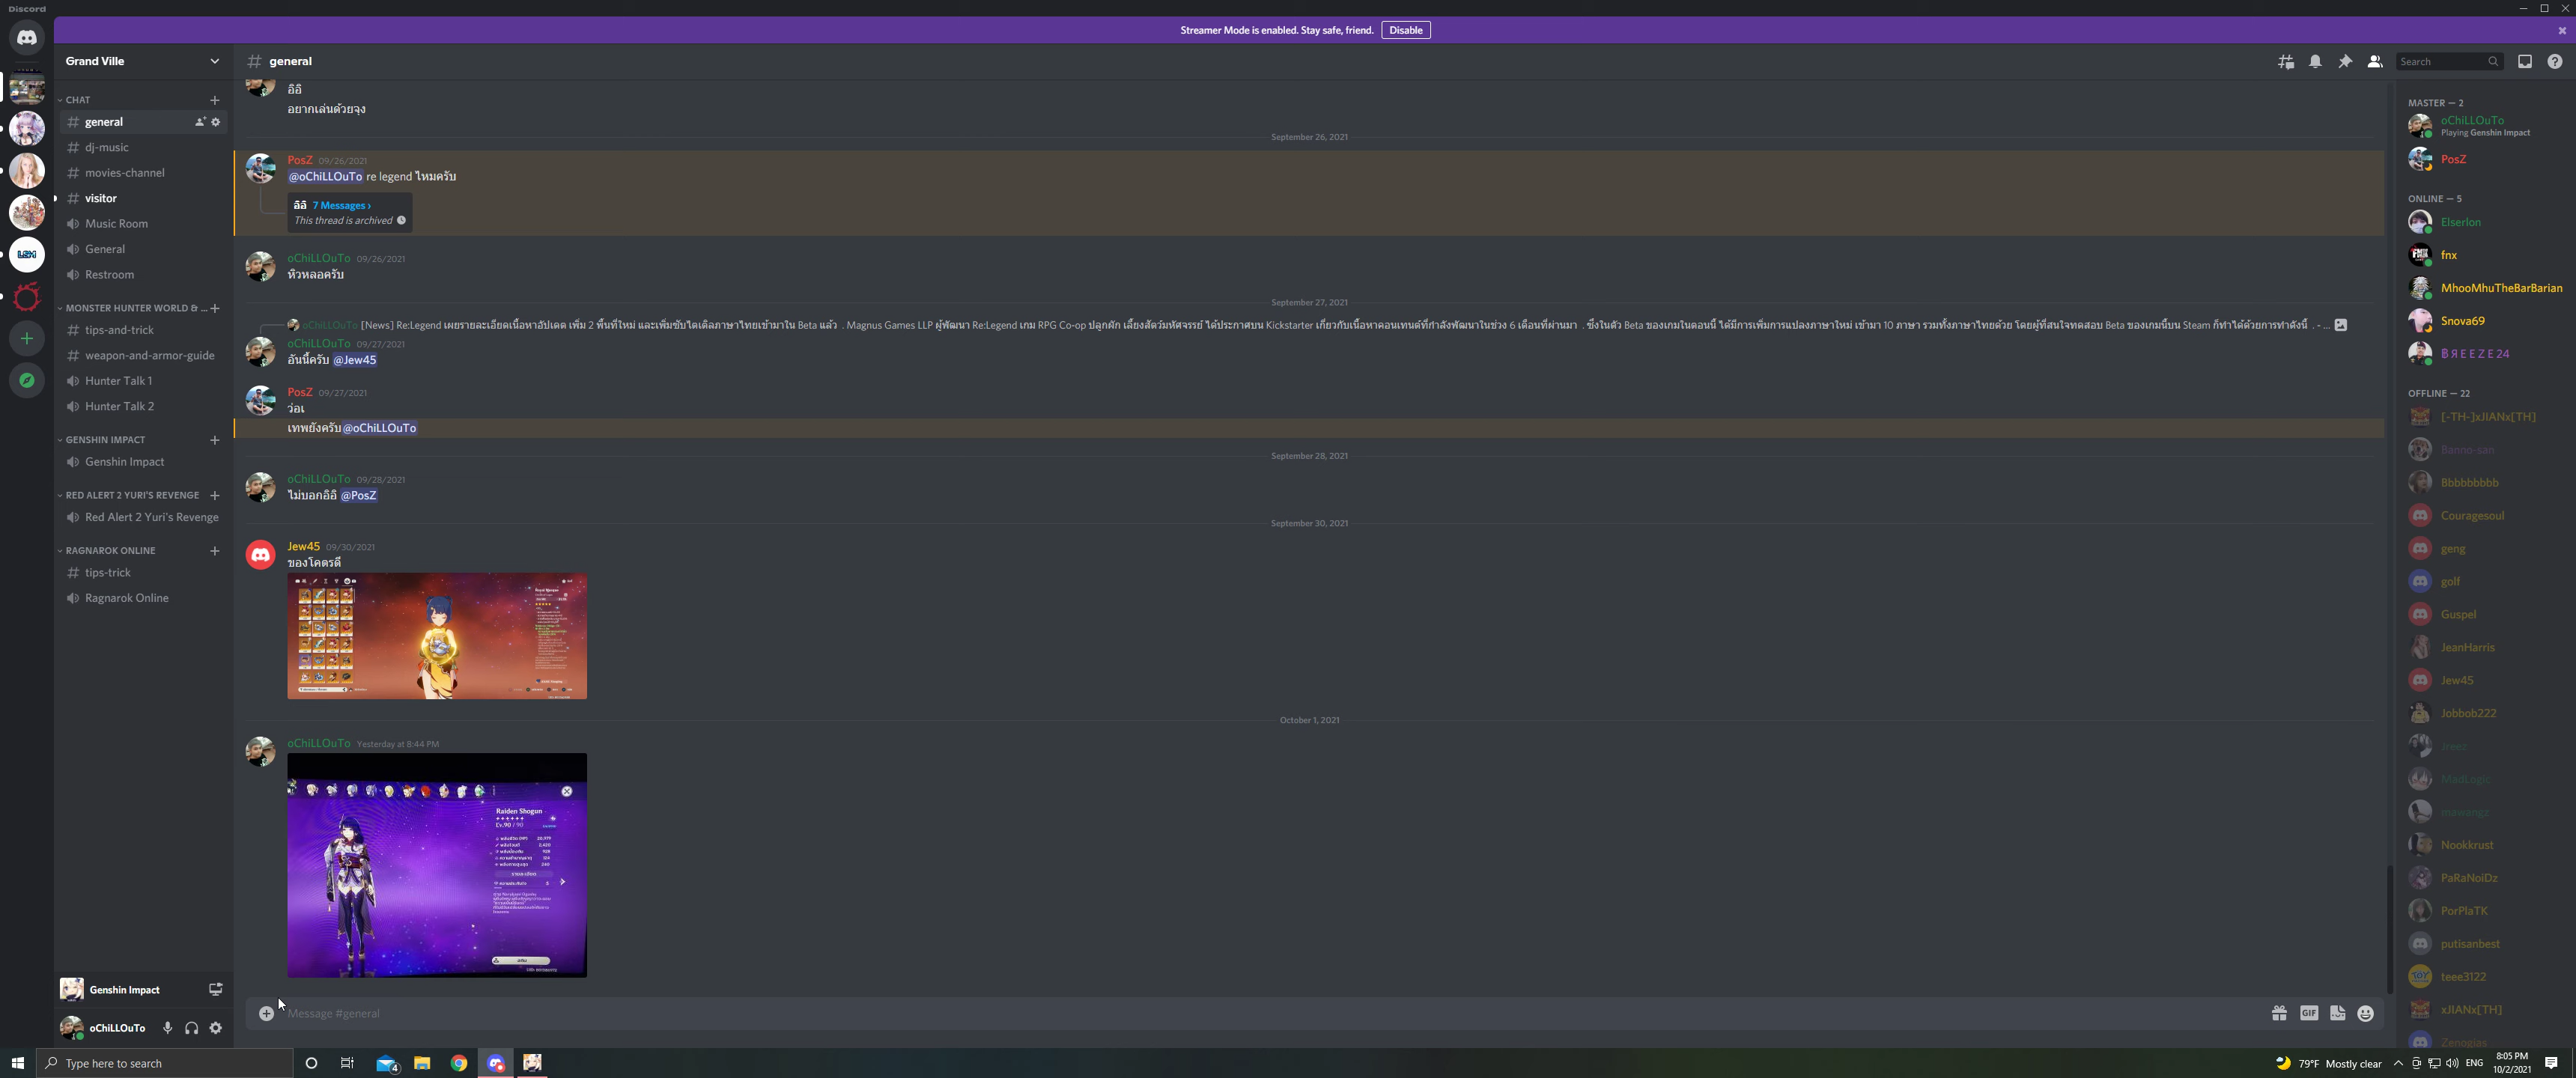 Discord
Streamer Mode is enabled. Stay safe, friend. Disable
Grand Ville
general
Search
CHAT
general
dj-music
movies-channel
visitor
Music Room
General
Restroom
MONSTER HUNTER WORLD & ...
tips-and-trick
weapon-and-armor-guide
Hunter Talk 1
Hunter Talk 2
GENSHIN IMPACT
Genshin Impact
RED ALERT 2 YURI'S REVENGE
Red Alert 2 Yuri's Revenge
RAGNAROK ONLINE
tips-trick
Ragnarok Online
Genshin Impact
oChiLLOuTo
อิอิ
อยากเล่นด้วยจุง
September 26, 2021
PosZ 09/26/2021
@oChiLLOuTo re legend ไหมครับ
อิอิ 7 Messages ›
This thread is archived
oChiLLOuTo 09/26/2021
หิวหลอครับ
September 27, 2021
oChiLLOuTo [News] Re:Legend เผยรายละเอียดเนื้อหาอัปเดต เพิ่ม 2 พื้นที่ใหม่ และเพิ่มซับไตเติลภาษาไทยเข้ามาใน Beta แล้ว . Magnus Games LLP ผู้พัฒนา Re:Legend เกม RPG Co-op ปลูกผัก เลี้ยงสัตว์มหัศจรรย์ ได้ประกาศบน Kickstarter เกี่ยวกับเนื้อหาคอนเทนต์ที่กำลังพัฒนาในช่วง 6 เดือนที่ผ่านมา . ซึ่งในตัว Beta ของเกมในตอนนี้ ได้มีการเพิ่มการแปลงภาษาใหม่ เข้ามา 10 ภาษา รวมทั้งภาษาไทยด้วย โดยผู้ที่สนใจทดสอบ Beta ของเกมนี้บน Steam ก็ทำได้ด้วยการทำดังนี้ . - ...
oChiLLOuTo 09/27/2021
อันนี้ครับ @Jew45
PosZ 09/27/2021
ว่อเ
เทพยังครับ@oChiLLOuTo
September 28, 2021
oChiLLOuTo 09/28/2021
ไม่บอกอิอิ @PosZ
September 30, 2021
Jew45 09/30/2021
ของโคตรดี
October 1, 2021
oChiLLOuTo Yesterday at 8:44 PM
Raiden Shogun
Lv.90 / 90
Message #general
GIF
MASTER — 2
oChiLLOuTo
Playing Genshin Impact
PosZ
ONLINE — 5
Elserlon
fnx
MhooMhuTheBarBarian
Snova69
฿ЯEEZE24
OFFLINE — 22
[-TH-]xJIANx[TH]
Banno-san
Bbbbbbbbb
Couragesoul
geng
golf
Guspel
JeanHarris
Jew45
Jobbob222
Jreez
MadLogic
mawangz
Nookkrust
PaRaNoiDz
PorPlaTK
putisanbest
teee3122
xJIANx[TH]
Zenogias
Type here to search
4
79°F Mostly clear
ENG
8:05 PM
10/2/2021